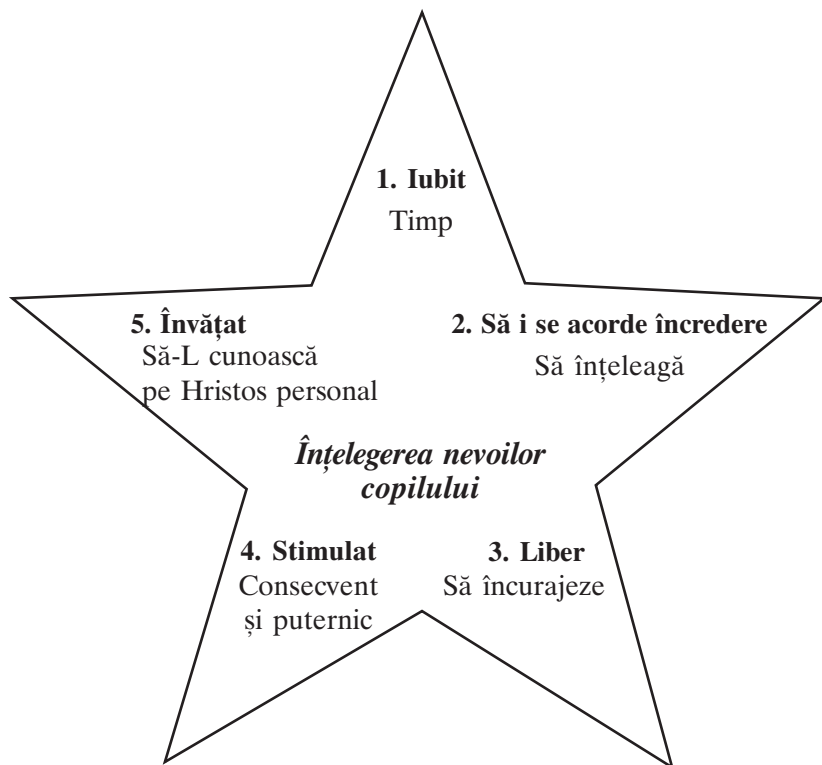 1. Iubit
Timp
2. Să i se acorde încredere
Să înțeleagă
3. Liber
Să încurajeze
4. Stimulat
Consecvent
și puternic
5. Învățat
Să-L cunoască
pe Hristos personal
Înțelegerea nevoilor
copilului